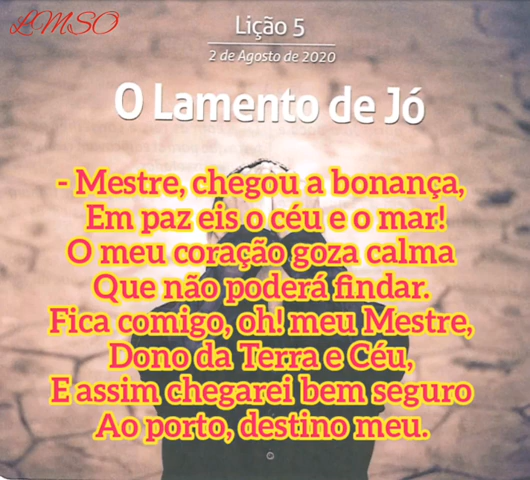 LMSO
Lição 5
2 de Agosto de 2020
O Lamento de Jó
- Mestre, chegou a bonança,
Em paz eis o céu e o mar!
O meu coração goza calma
Que não poderá findar.
Fica comigo, oh! meu Mestre,
Dono da Terra e Céu,
E assim chegarei bem seguro
Ao porto, destino meu.